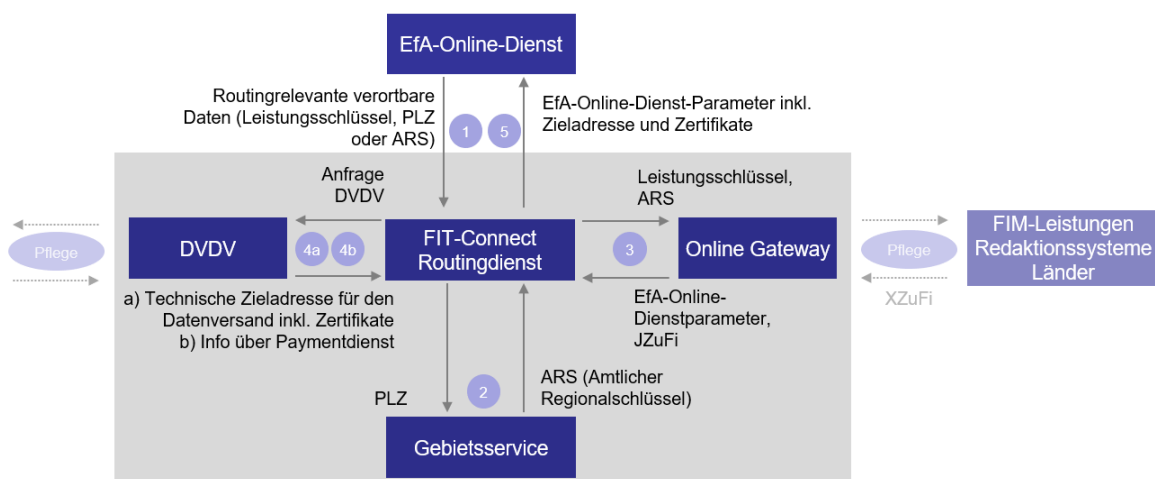 EfA-Online-Dienst
Routingrelevante verortbare
Daten (Leistungsschlüssel, PLZ
oder ARS)
1
5
EfA-Online-Dienst-Parameter inkl.
Zieladresse und Zertifikate
Anfrage
DVDV
Leistungsschlüssel,
ARS
Pflege
DVDV
4a
4b
FIT-Connect
Routingdienst
3
Online Gateway
Pflege
XZuFi
FIM-Leistungen
Redaktionssysteme
Länder
a) Technische Zieladresse für den
Datenversand inkl. Zertifikate
b) Info über Paymentdienst
EfA-Online-
Dienstparameter,
JZuFi
PLZ
2
ARS (Amtlicher
Regionalschlüssel)
Gebietsservice